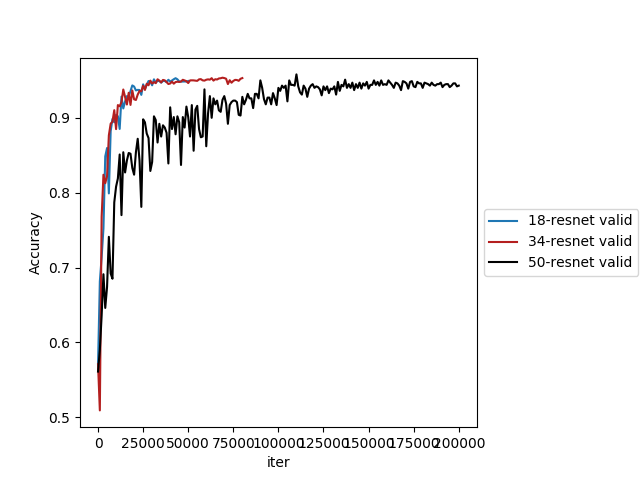 Accuracy
0.9
0.8
0.7
0.6
0.5
0 25000 50000 75000 100000 125000 150000 175000 200000
iter
18-resnet valid
34-resnet valid
50-resnet valid